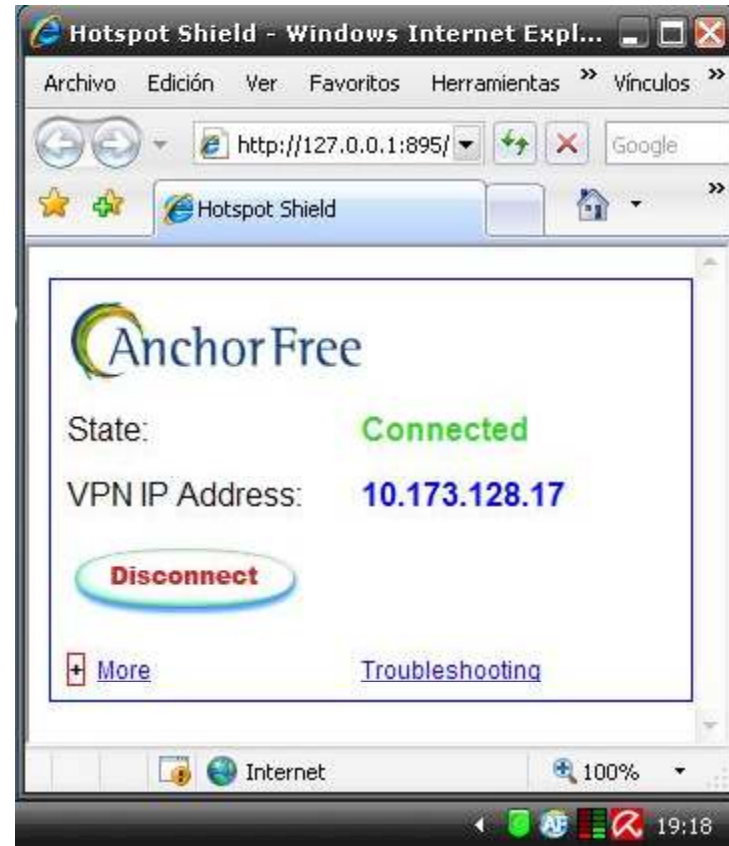 Hotspot Shield - Windows Internet Expl...
Archivo Edición Ver Favoritos Herramientas » Vínculos »
http://127.0.0.1:895/ Google
Hotspot Shield »
AnchorFree
State: Connected
VPN IP Address: 10.173.128.17
Disconnect
+ More Troubleshooting
Internet 100%
AF 19:18